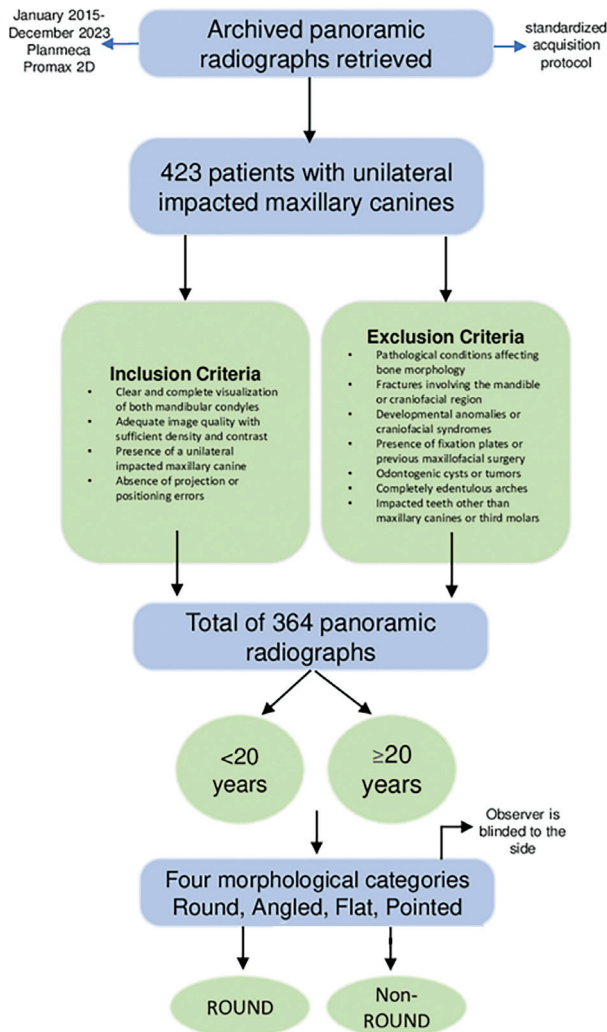 January 2015-
December 2023
Planmeca
Promax 2D
Archived panoramic
radiographs retrieved
standardized
acquisition
protocol
423 patients with unilateral
impacted maxillary canines
Inclusion Criteria
• Clear and complete visualization
of both mandibular condyles
• Adequate image quality with
sufficient density and contrast
• Presence of a unilateral
impacted maxillary canine
• Absence of projection or
positioning errors
Exclusion Criteria
• Pathological conditions affecting
bone morphology
• Fractures involving the mandible
or craniofacial region
• Developmental anomalies or
craniofacial syndromes
• Presence of fixation plates or
previous maxillofacial surgery
• Odontogenic cysts or tumors
• Completely edentulous arches
• Impacted teeth other than
maxillary canines or third molars
Total of 364 panoramic
radiographs
<20
years
≥20
years
Observer is
blinded to the
side
Four morphological categories
Round, Angled, Flat, Pointed
ROUND
Non-
ROUND